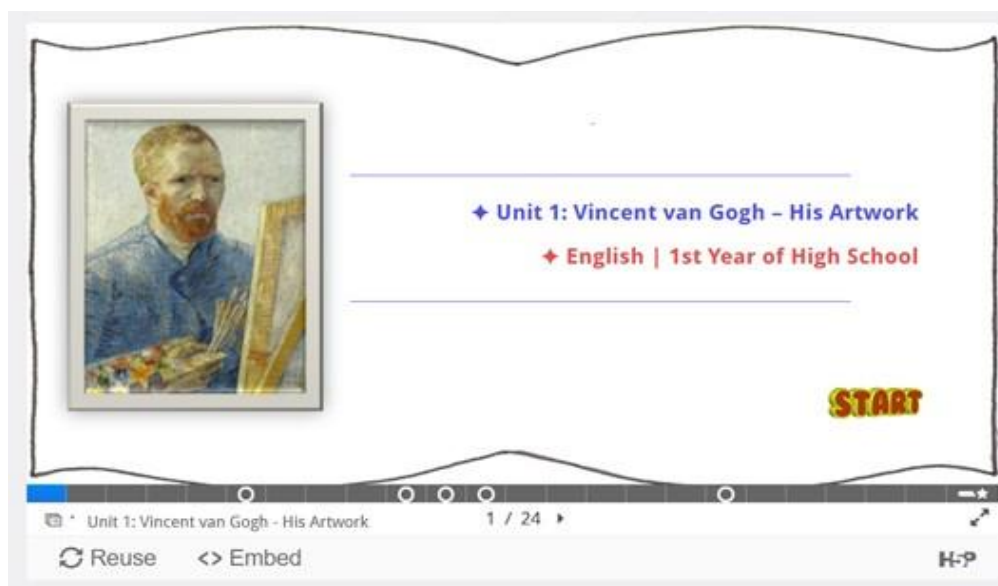 ✦ Unit 1: Vincent van Gogh – His Artwork
✦ English | 1st Year of High School
START
Unit 1: Vincent van Gogh - His Artwork
1 / 24
Reuse
<> Embed
H5P